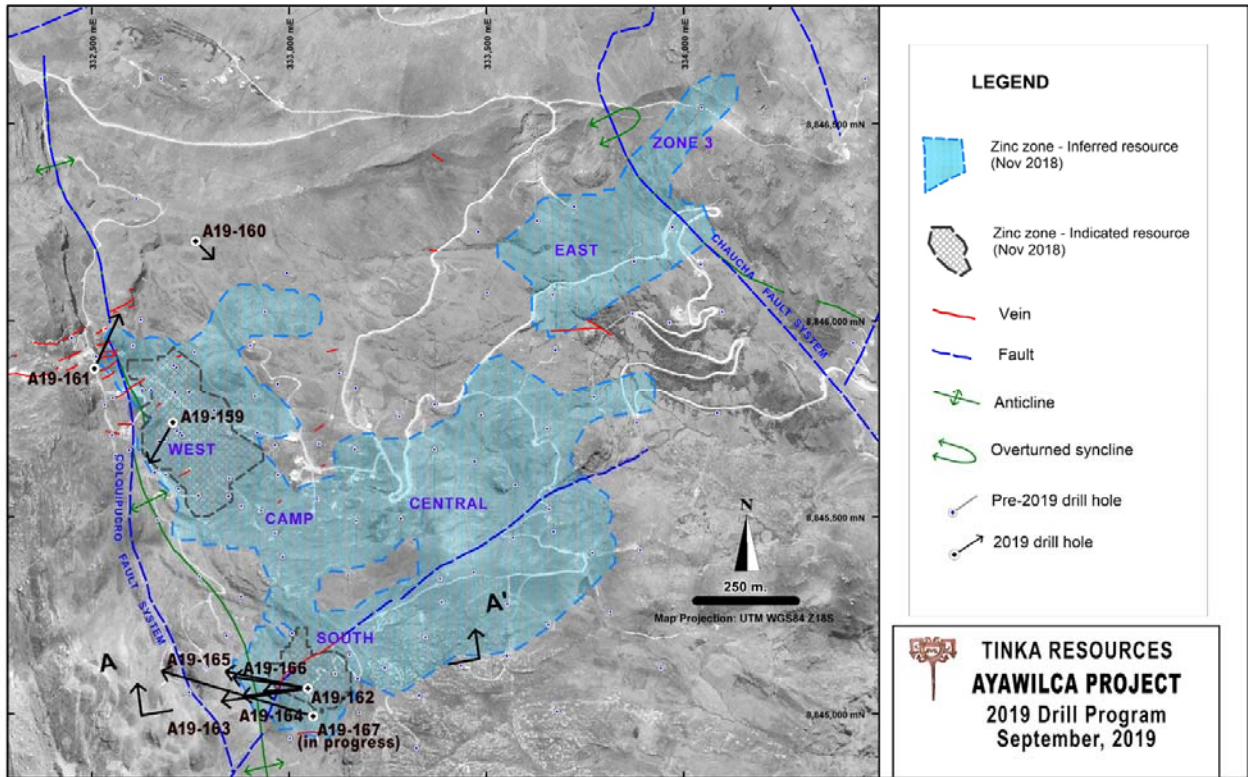 332,500 mE
333,000 mE
333,500 mE
334,000 mE
8,846,500 mN
ZONE 3
A19-160
EAST
CHAUCHA FAULT SYSTEM
8,846,000 mN
A19-161
A19-159
WEST
COLQUIPUCRO FAULT SYSTEM
CAMP
CENTRAL
8,845,500 mN
N
250 m.
Map Projection: UTM WGS84 Z18S
A'
SOUTH
A
A19-165
A19-166
A19-162
A19-164
A19-163
A19-167
(in progress)
8,845,000 mN
LEGEND
Zinc zone - Inferred resource
(Nov 2018)
Zinc zone - Indicated resource
(Nov 2018)
Vein
Fault
Anticline
Overturned syncline
Pre-2019 drill hole
2019 drill hole
TINKA RESOURCES
AYAWILCA PROJECT
2019 Drill Program
September, 2019